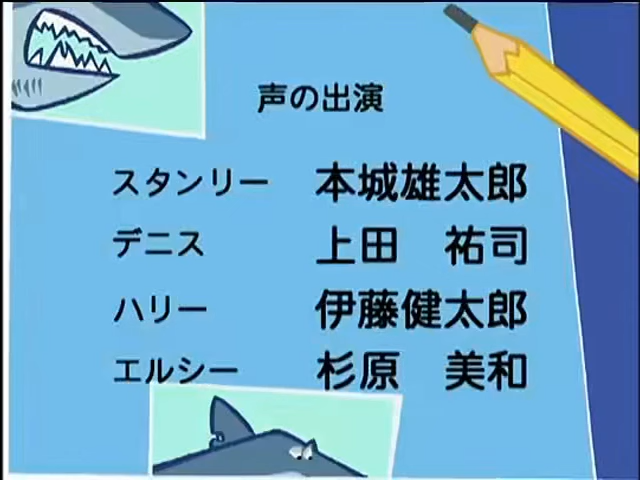 声の出演
スタンリー 本城雄太郎
デニス 上田 祐司
ハリー 伊藤健太郎
エルシー 杉原 美和